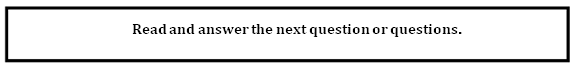 Read and answer the next question or questions.